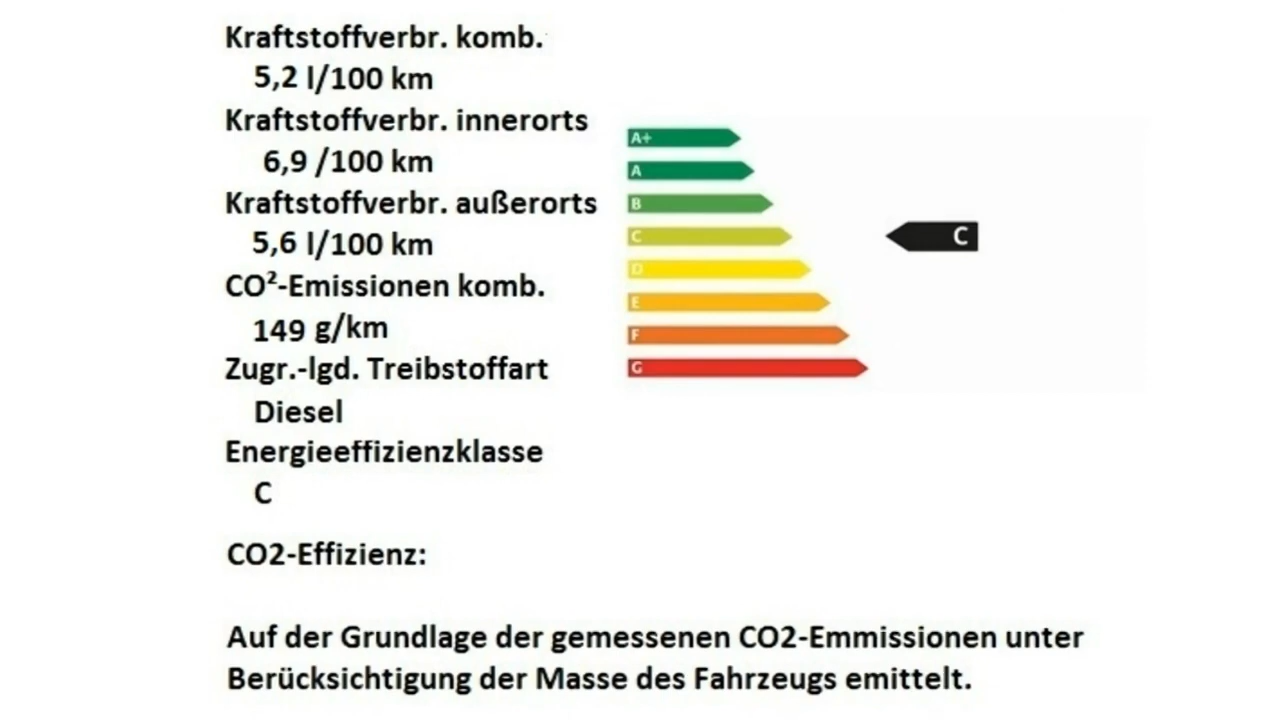 Kraftstoffverbr. komb.
5,2 l/100 km
Kraftstoffverbr. innerorts
6,9 /100 km
Kraftstoffverbr. außerorts
5,6 l/100 km
CO²-Emissionen komb.
149 g/km
Zugr.-lgd. Treibstoffart
Diesel
Energieeffizienzklasse
C
A+
A
B
C
C
D
E
F
G
CO2-Effizienz:
Auf der Grundlage der gemessenen CO2-Emmissionen unter
Berücksichtigung der Masse des Fahrzeugs emittelt.